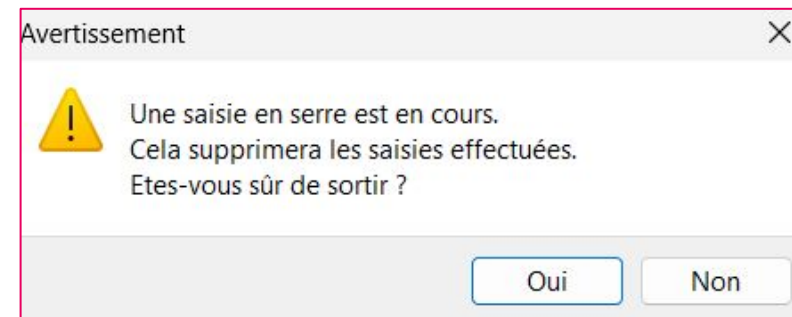 Avertissement
Une saisie en serre est en cours.
Cela supprimera les saisies effectuées.
Etes-vous sûr de sortir ?
Oui Non